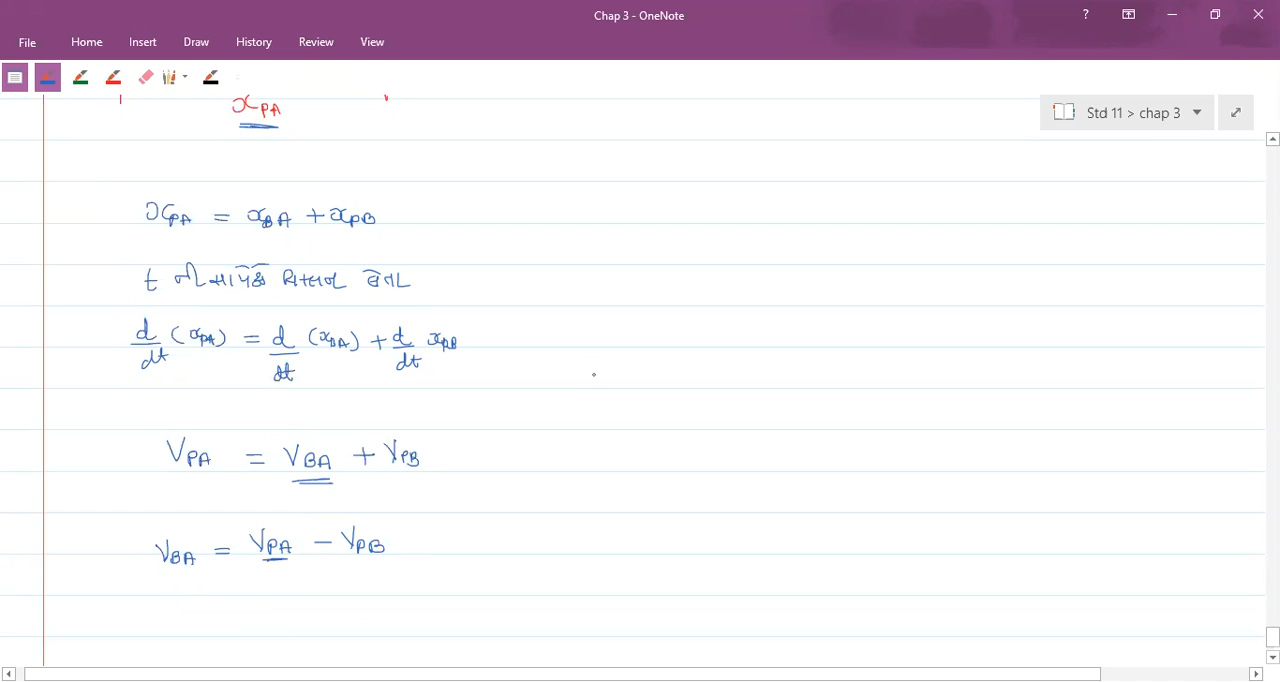 Chap 3 - OneNote
?
File Home Insert Draw History Review View
Std 11 > chap 3
x_PA
x_PA = x_BA + x_PB
t ની સાપેક્ષે વિકલન લેતા
d/dt (x_PA) = d/dt (x_BA) + d/dt x_PB
V_PA = V_BA + V_PB
V_BA = V_PA - V_PB